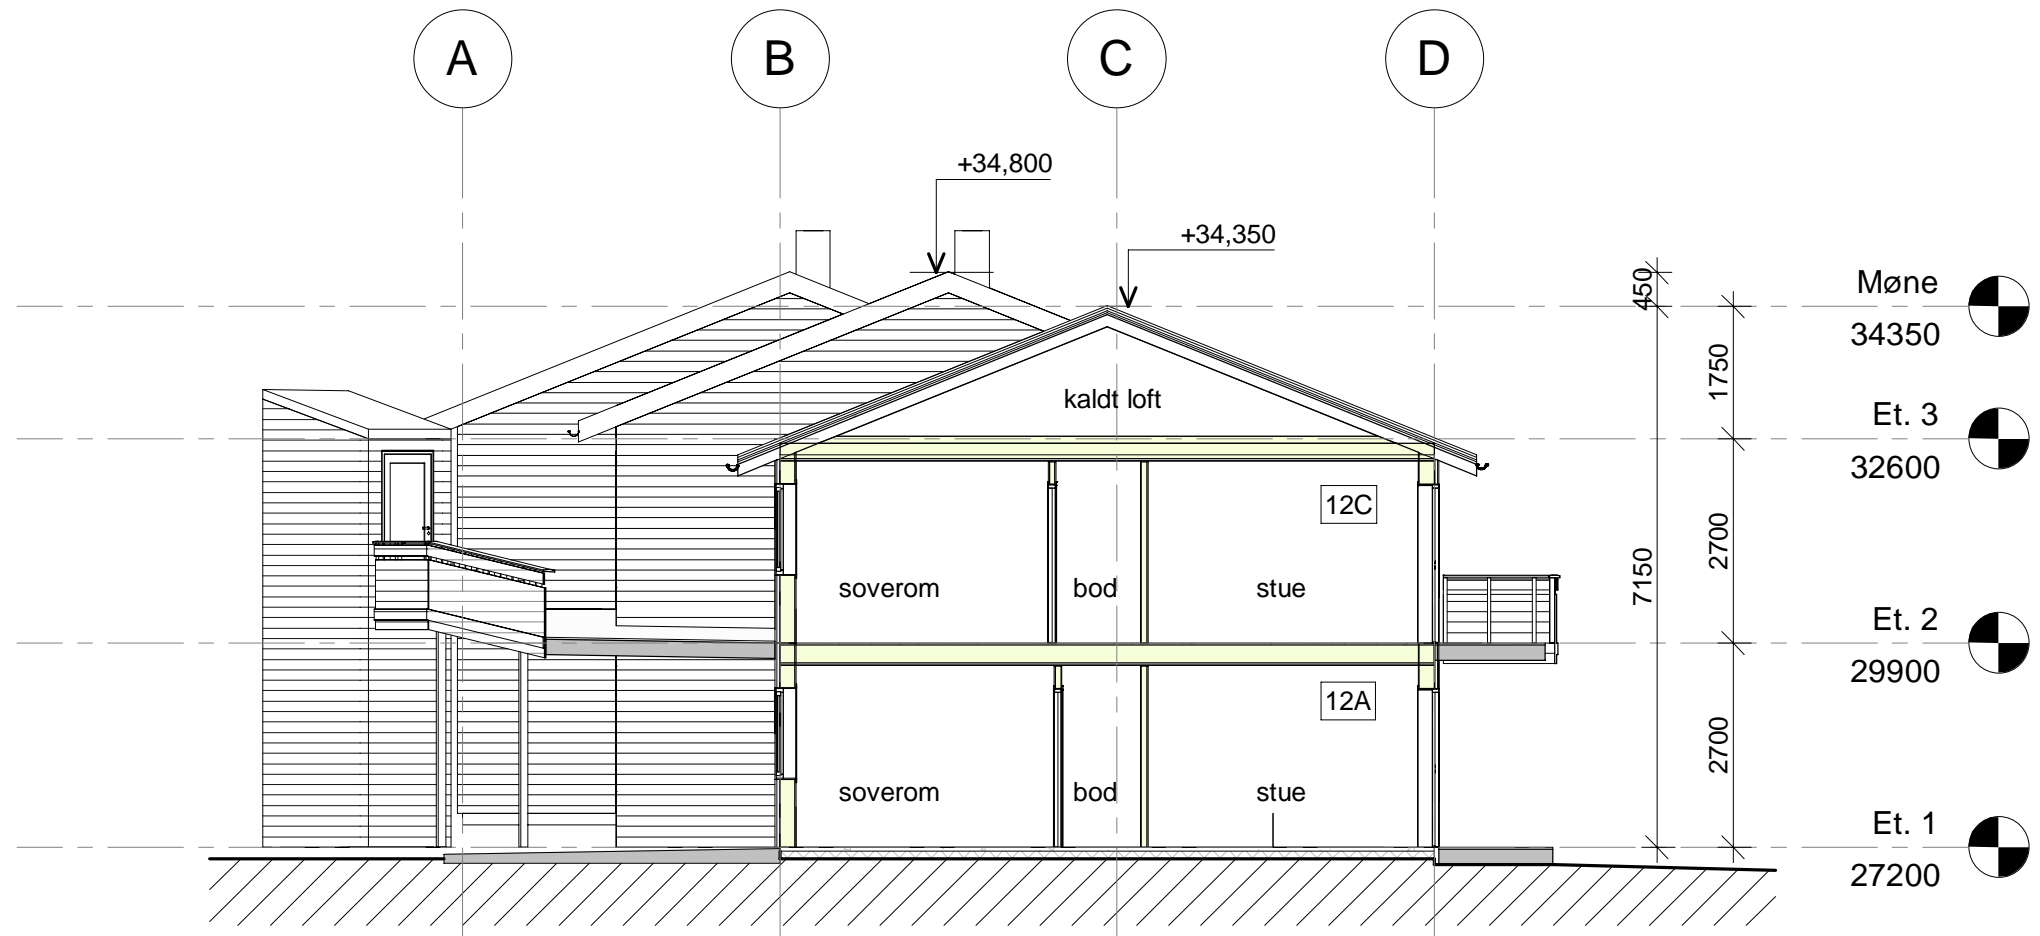 A
B
C
D
+34,800
+34,350
Møne
34350
450
1750
kaldt loft
Et. 3
32600
12C
2700
7150
soverom
bod
stue
Et. 2
29900
12A
2700
soverom
bod
stue
Et. 1
27200